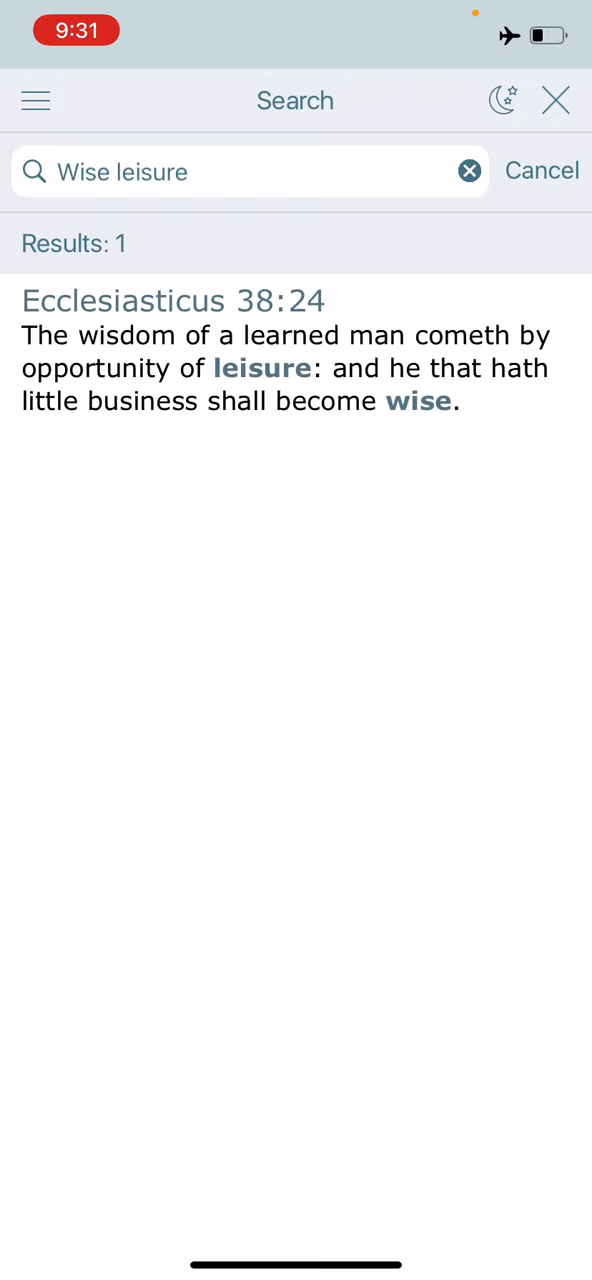 9:31
Search
Wise leisure
Cancel
Results: 1
Ecclesiasticus 38:24
The wisdom of a learned man cometh by
opportunity of leisure: and he that hath
little business shall become wise.